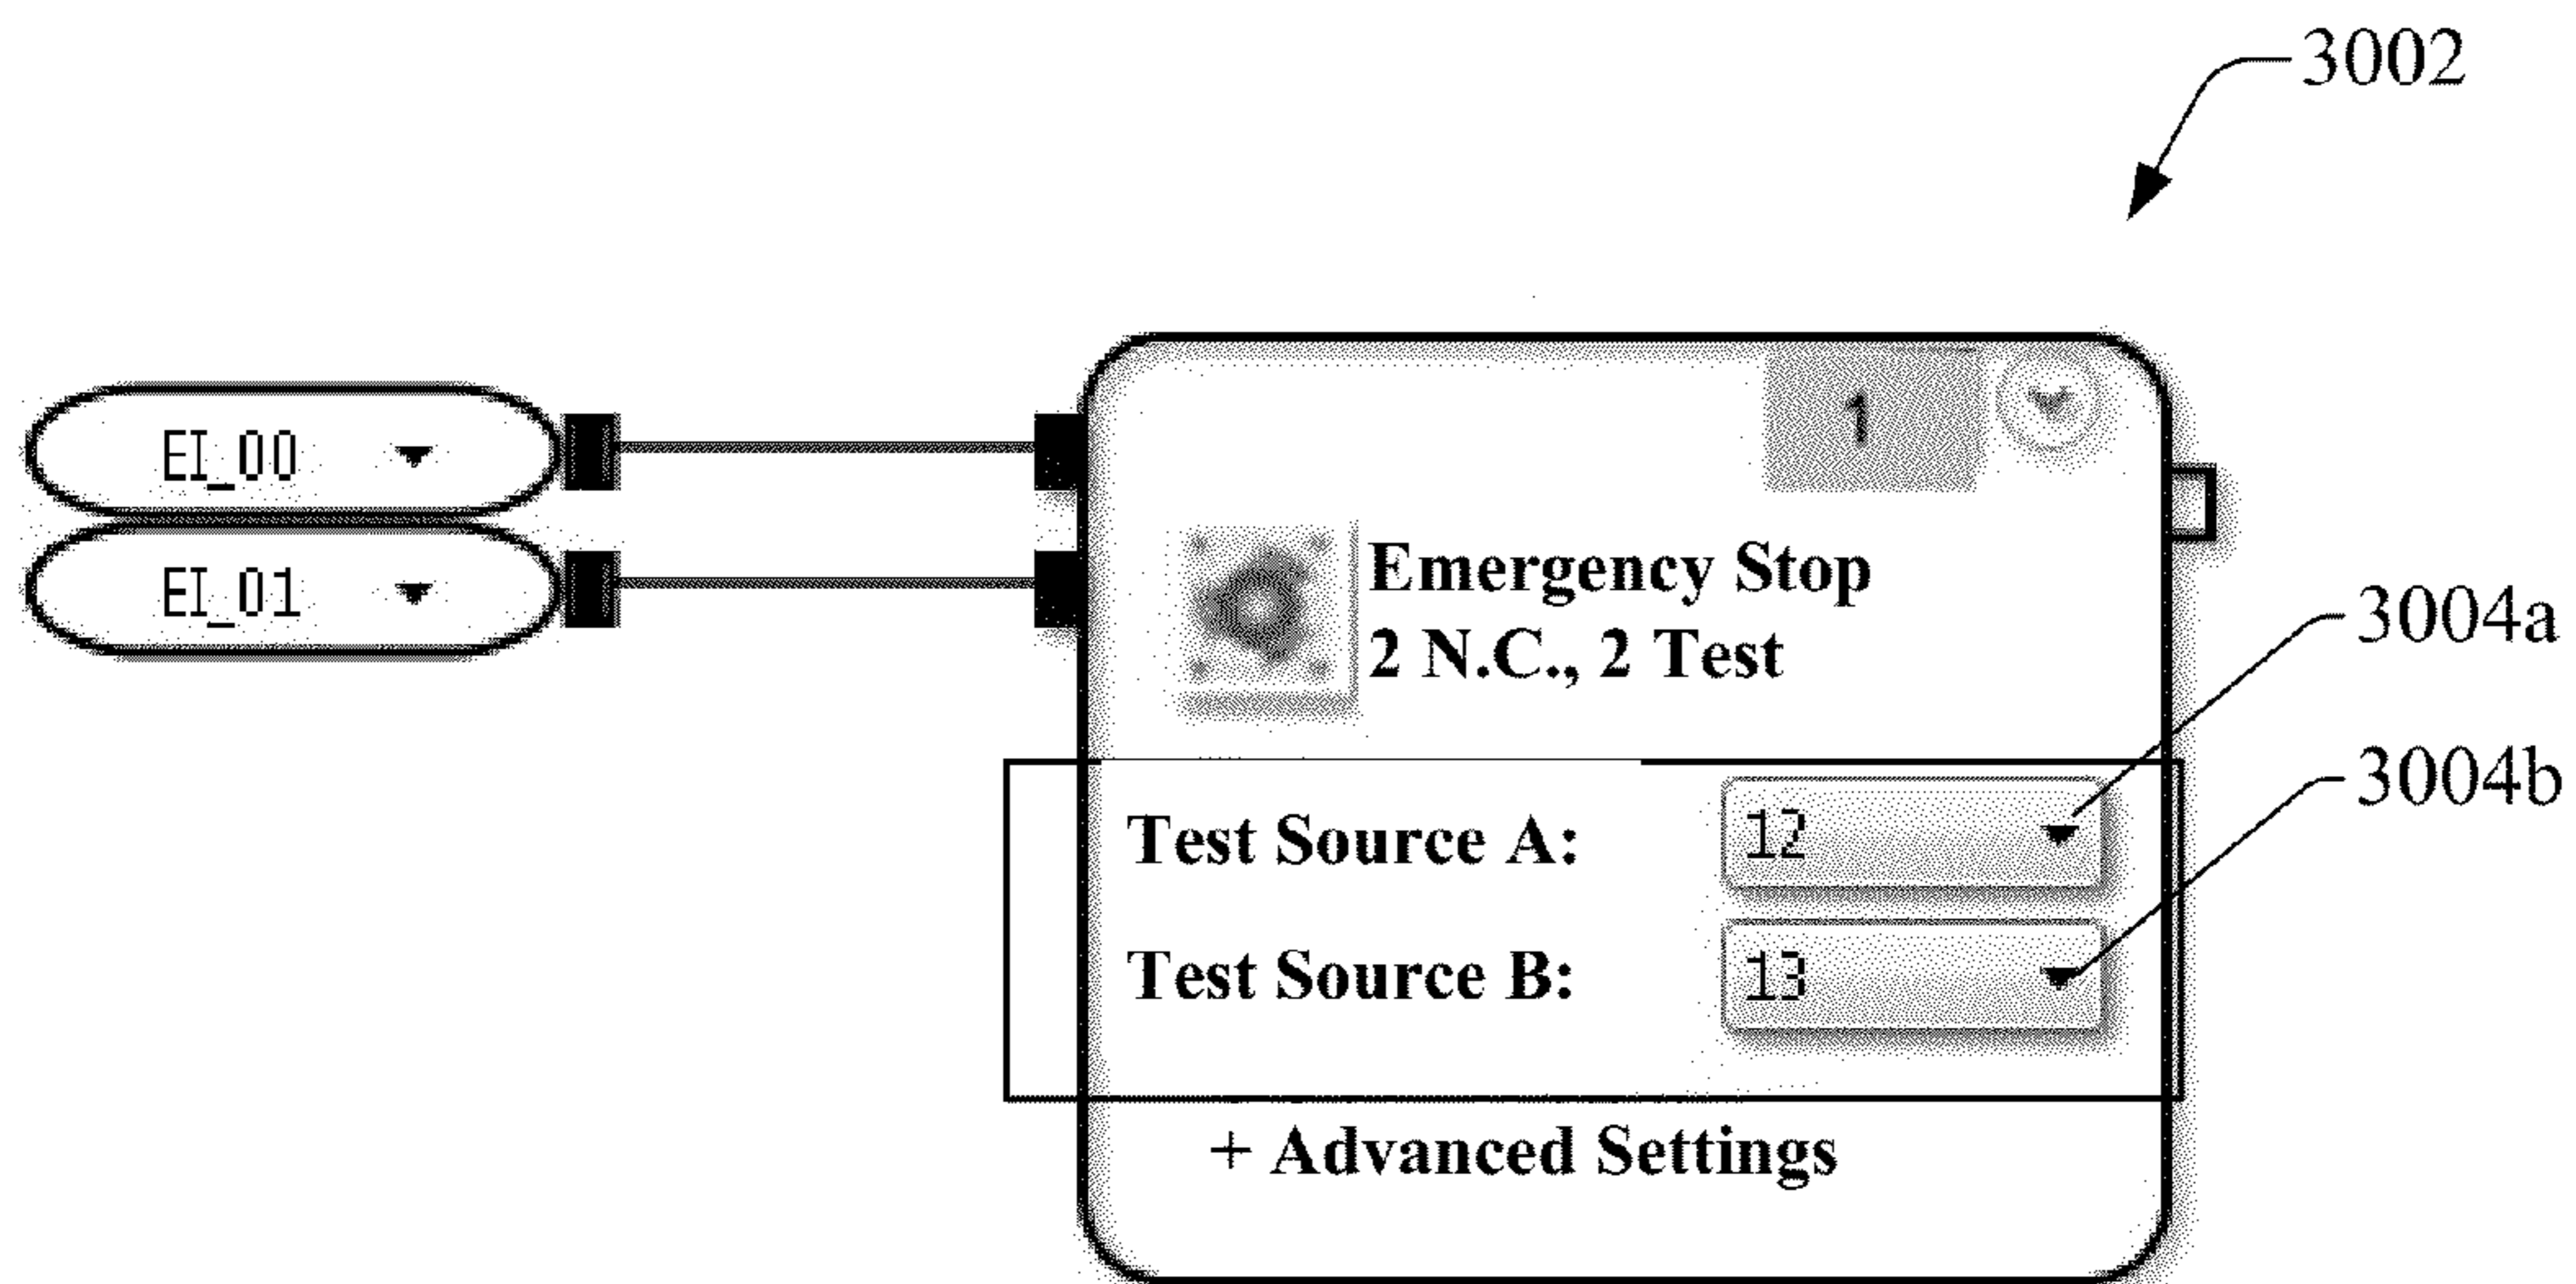 3002
EI_00
1
EI_01
Emergency Stop
2 N.C., 2 Test
3004a
3004b
Test Source A: 12
Test Source B: 13
+ Advanced Settings